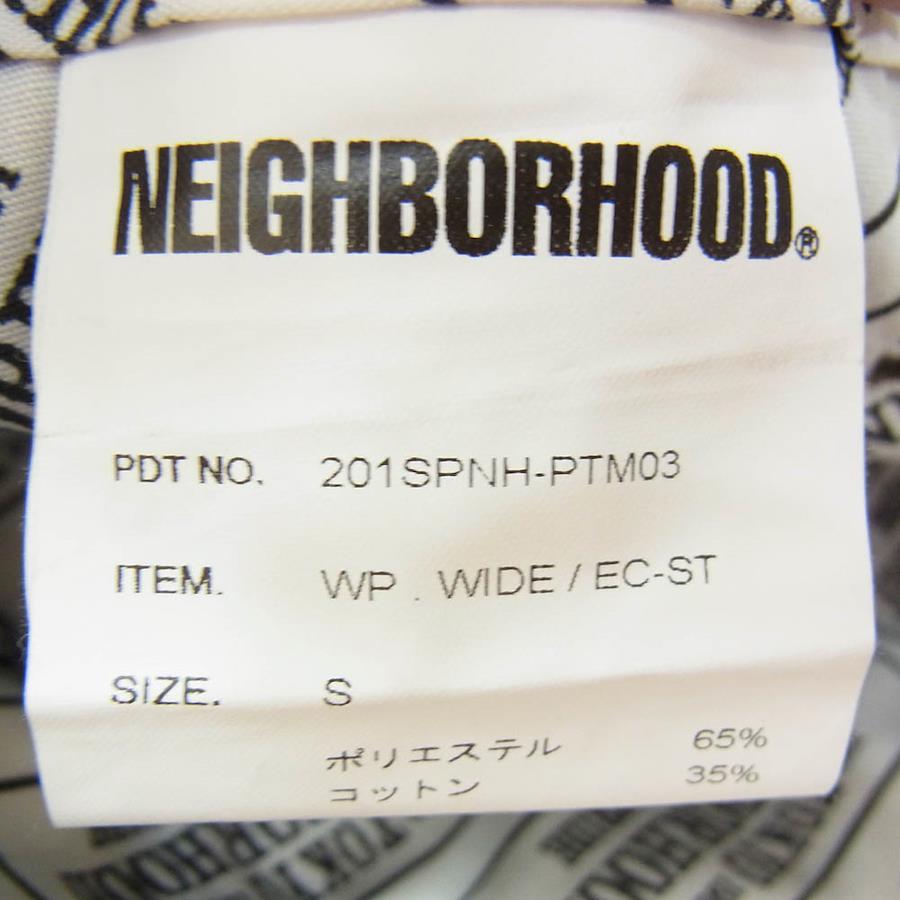 NEIGHBORHOOD®
PDT NO. 201SPNH-PTM03
ITEM. WP . WIDE / EC-ST
SIZE. S
ポリエステル 65%
コットン 35%